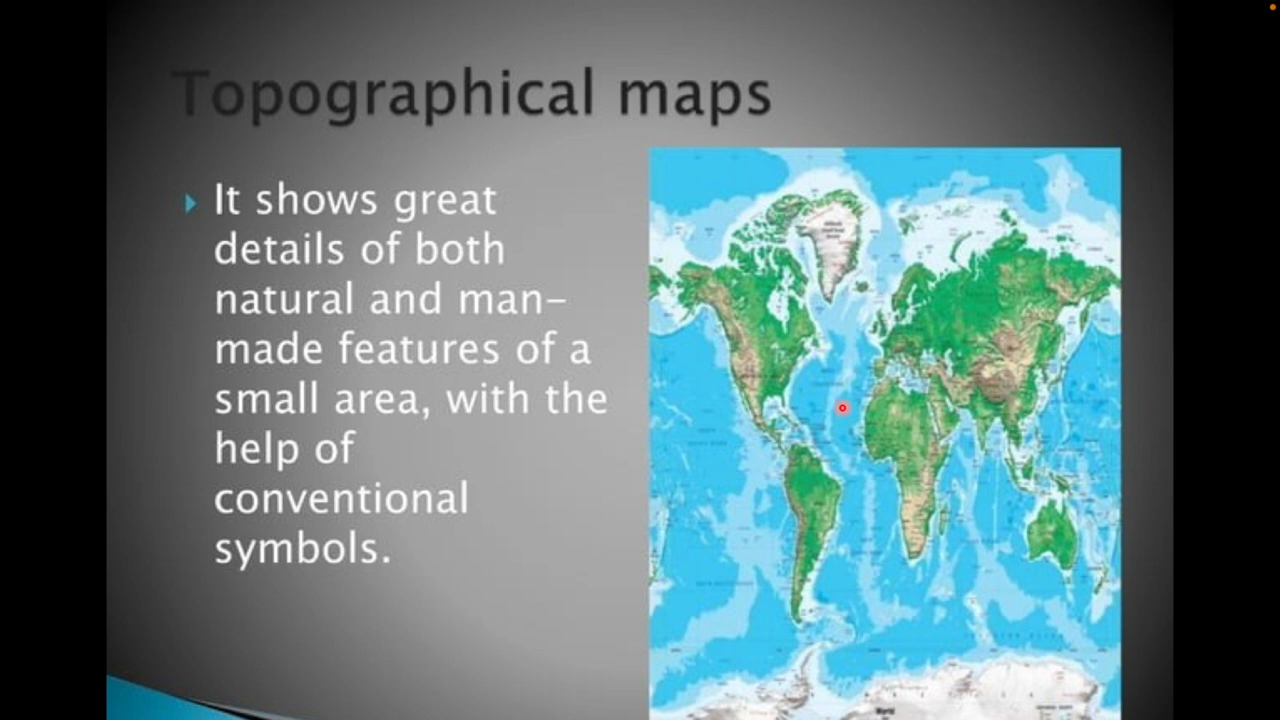 Topographical maps
It shows great
details of both
natural and man-
made features of a
small area, with the
help of
conventional
symbols.
World